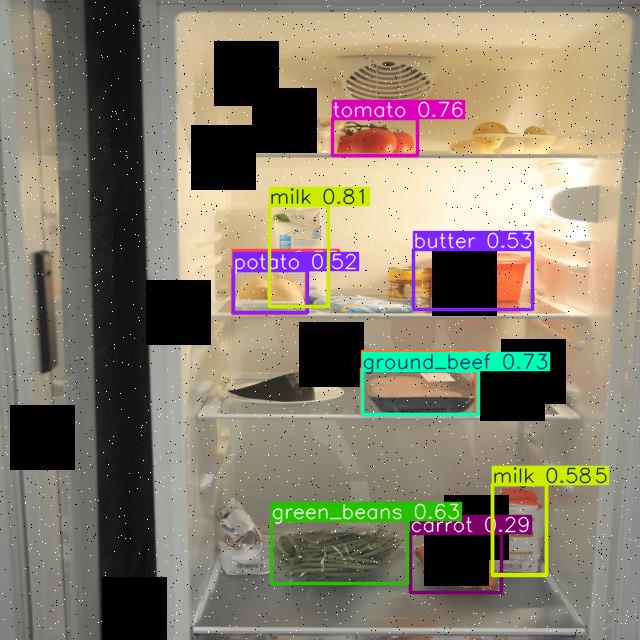 tomato 0.76
milk 0.81
butter 0.53
potato 0.52
ground_beef 0.73
milk 0.585
green_beans 0.63
carrot 0.29